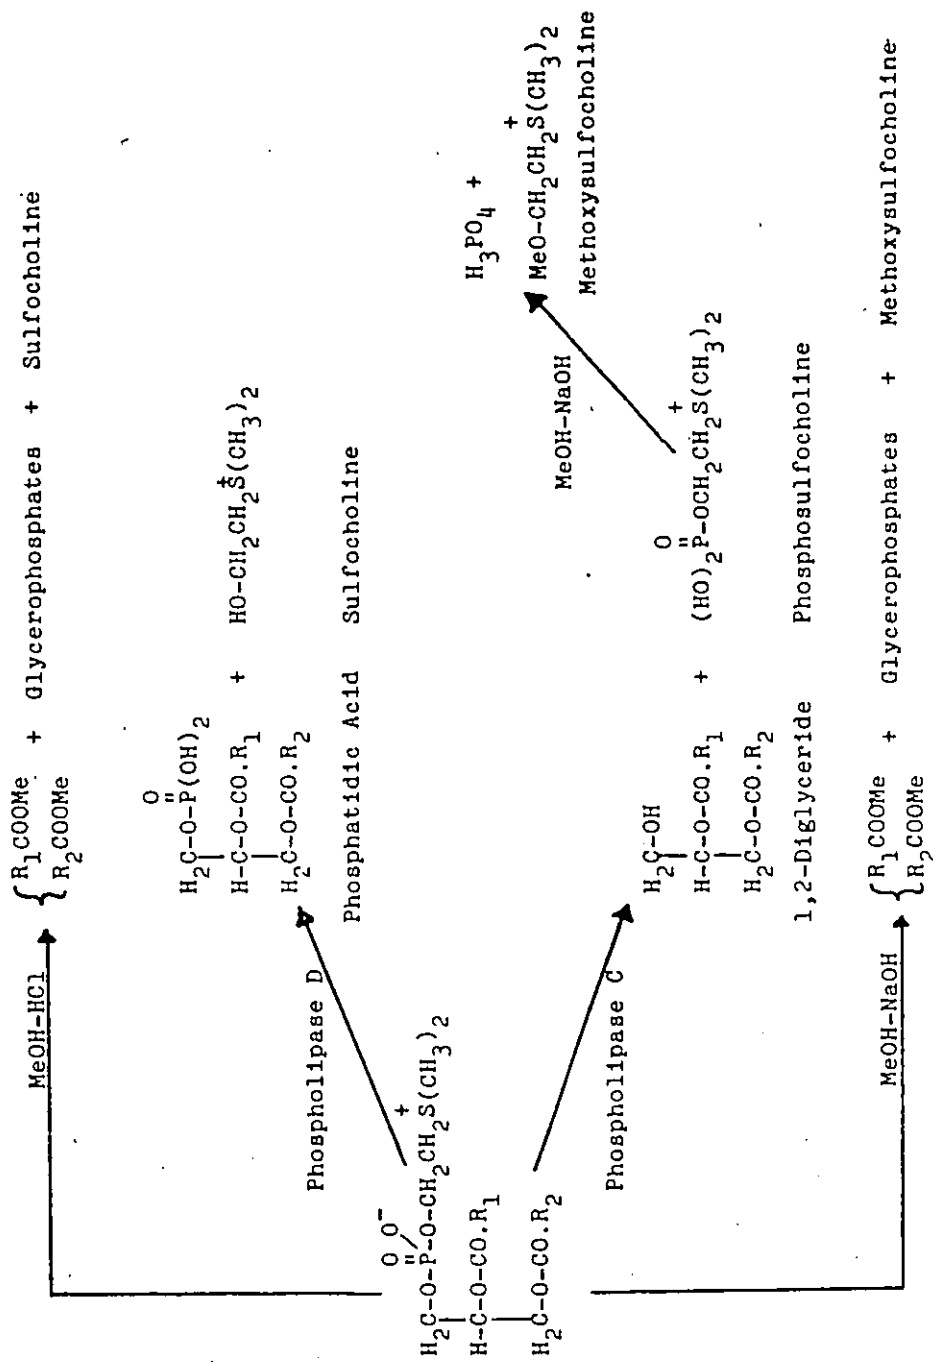 MeOH-HCl
{ R₁COOMe + Glycerophosphates + Sulfocholine
R₂COOMe
Phospholipase D
O
H₂C-O-P(OH)₂
H-C-O-CO.R₁ + HO-CH₂CH₂S⁺(CH₃)₂
H₂C-O-CO.R₂
Phosphatidic Acid Sulfocholine
O O⁻
H₂C-O-P-O-CH₂CH₂S⁺(CH₃)₂
H-C-O-CO.R₁
H₂C-O-CO.R₂
H₃PO₄ +
MeO-CH₂CH₂S⁺(CH₃)₂
Methoxysulfocholine
MeOH-NaOH
Phospholipase C
H₂C-OH
O
H-C-O-CO.R₁ + (HO)₂P-OCH₂CH₂S⁺(CH₃)₂
H₂C-O-CO.R₂
1,2-Diglyceride Phosphosulfocholine
MeOH-NaOH
{ R₁COOMe + Glycerophosphates + Methoxysulfocholine
R₂COOMe